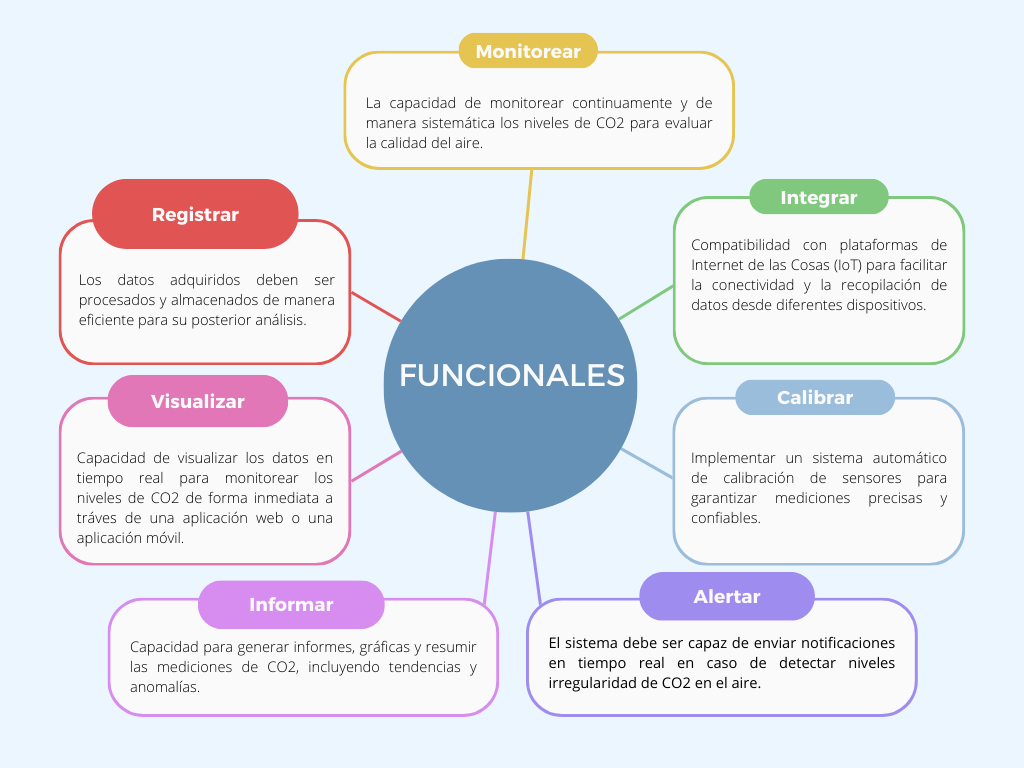 Monitorear
La capacidad de monitorear continuamente y de
manera sistemática los niveles de CO2 para evaluar
la calidad del aire.
Registrar
Los datos adquiridos deben ser
procesados y almacenados de manera
eficiente para su posterior análisis.
Integrar
Compatibilidad con plataformas de
Internet de las Cosas (IoT) para facilitar
la conectividad y la recopilación de
datos desde diferentes dispositivos.
FUNCIONALES
Visualizar
Capacidad de visualizar los datos en
tiempo real para monitorear los
niveles de CO2 de forma inmediata a
tráves de una aplicación web o una
aplicación móvil.
Calibrar
Implementar un sistema automático
de calibración de sensores para
garantizar mediciones precisas y
confiables.
Informar
Capacidad para generar informes, gráficas y resumir
las mediciones de CO2, incluyendo tendencias y
anomalías.
Alertar
El sistema debe ser capaz de enviar notificaciones
en tiempo real en caso de detectar niveles
irregularidad de CO2 en el aire.